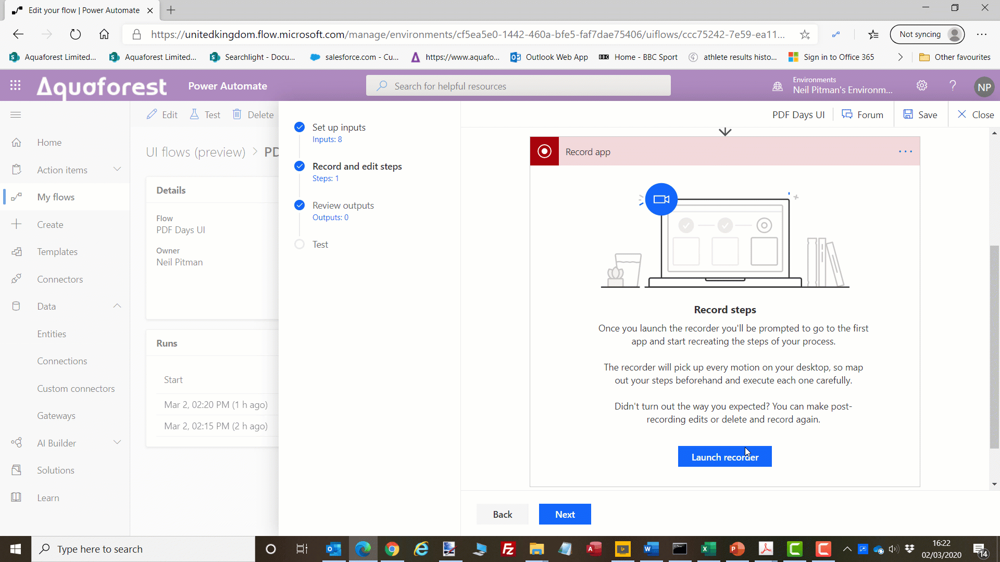 Edit your flow | Power Automate
https://unitedkingdom.flow.microsoft.com/manage/environments/cf5ea5e0-1442-460a-bfe5-faf7dae75406/uiflows/ccc75242-7e59-ea11...
Not syncing
Aquaforest Limited...
Aquaforest Limited...
Searchlight - Docu...
salesforce.com - Cu...
https://www.aquafo...
Outlook Web App
BBC
Home - BBC Sport
athlete results histo...
Sign in to Office 365
Other favourites
Aquaforest
Power Automate
Search for helpful resources
Environments
Neil Pitman's Environm...
?
NP
Edit
Test
Delete
PDF Days UI
Forum
Save
Close
Home
Action items
My flows
Create
Templates
Connectors
Data
Entities
Connections
Custom connectors
Gateways
AI Builder
Solutions
Learn
UI flows (preview) > PD
Details
Flow
PDF Days UI
Owner
Neil Pitman
Runs
Start
Mar 2, 02:20 PM (1 h ago)
Mar 2, 02:15 PM (2 h ago)
Set up inputs
Inputs: 8
Record and edit steps
Steps: 1
Review outputs
Outputs: 0
Test
Record app
Record steps
Once you launch the recorder you'll be prompted to go to the first
app and start recreating the steps of your process.
The recorder will pick up every motion on your desktop, so map
out your steps beforehand and execute each one carefully.
Didn't turn out the way you expected? You can make post-
recording edits or delete and record again.
Launch recorder
Back
Next
Type here to search
16:22
02/03/2020
14